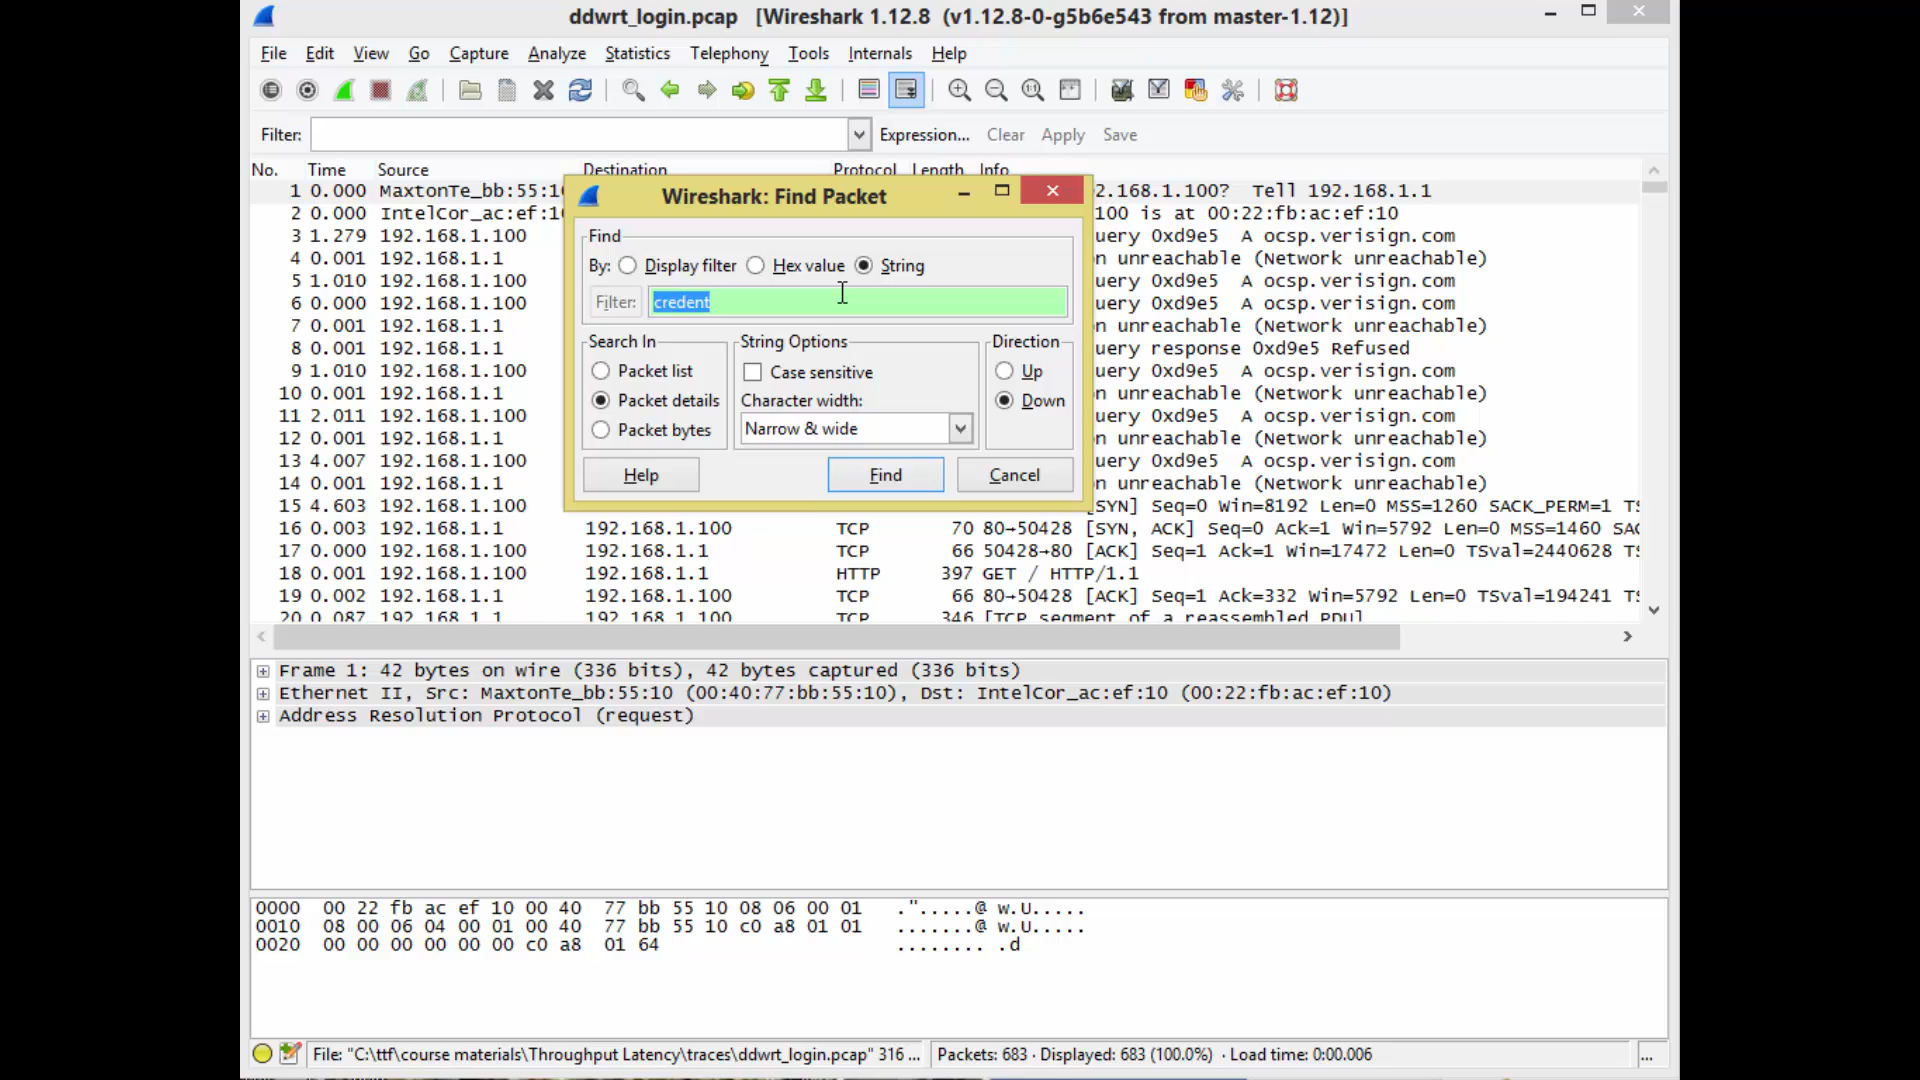 ddwrt_login.pcap [Wireshark 1.12.8 (v1.12.8-0-g5b6e543 from master-1.12)]
File Edit View Go Capture Analyze Statistics Telephony Tools Internals Help
Filter: Expression... Clear Apply Save
No. Time Source Destination Protocol Length Info
1 0.000 MaxtonTe_bb:55:10 2.168.1.100? Tell 192.168.1.1
2 0.000 IntelCor_ac:ef:10 100 is at 00:22:fb:ac:ef:10
3 1.279 192.168.1.100 uery 0xd9e5 A ocsp.verisign.com
4 0.001 192.168.1.1 n unreachable (Network unreachable)
5 1.010 192.168.1.100 uery 0xd9e5 A ocsp.verisign.com
6 0.000 192.168.1.100 uery 0xd9e5 A ocsp.verisign.com
7 0.001 192.168.1.1 n unreachable (Network unreachable)
8 0.001 192.168.1.1 uery response 0xd9e5 Refused
9 1.010 192.168.1.100 uery 0xd9e5 A ocsp.verisign.com
10 0.001 192.168.1.1 n unreachable (Network unreachable)
11 2.011 192.168.1.100 uery 0xd9e5 A ocsp.verisign.com
12 0.001 192.168.1.1 n unreachable (Network unreachable)
13 4.007 192.168.1.100 uery 0xd9e5 A ocsp.verisign.com
14 0.001 192.168.1.1 n unreachable (Network unreachable)
15 4.603 192.168.1.100 [SYN] Seq=0 Win=8192 Len=0 MSS=1260 SACK_PERM=1 TS
16 0.003 192.168.1.1 192.168.1.100 TCP 70 80→50428 [SYN, ACK] Seq=0 Ack=1 Win=5792 Len=0 MSS=1460 SAC
17 0.000 192.168.1.100 192.168.1.1 TCP 66 50428→80 [ACK] Seq=1 Ack=1 Win=17472 Len=0 TSval=2440628 TS
18 0.001 192.168.1.100 192.168.1.1 HTTP 397 GET / HTTP/1.1
19 0.002 192.168.1.1 192.168.1.100 TCP 66 80→50428 [ACK] Seq=1 Ack=332 Win=5792 Len=0 TSval=194241 TS
20 0.087 192.168.1.1 192.168.1.100 TCP 346 [TCP segment of a reassembled PDU]
Wireshark: Find Packet
Find
By: Display filter Hex value String
Filter: credent
Search In String Options Direction
Packet list Case sensitive Up
Packet details Character width: Down
Packet bytes Narrow & wide
Help Find Cancel
Frame 1: 42 bytes on wire (336 bits), 42 bytes captured (336 bits)
Ethernet II, Src: MaxtonTe_bb:55:10 (00:40:77:bb:55:10), Dst: IntelCor_ac:ef:10 (00:22:fb:ac:ef:10)
Address Resolution Protocol (request)
0000 00 22 fb ac ef 10 00 40 77 bb 55 10 08 06 00 01 .".....@ w.U.....
0010 08 00 06 04 00 01 00 40 77 bb 55 10 c0 a8 01 01 .......@ w.U.....
0020 00 00 00 00 00 00 c0 a8 01 64 ........ .d
File: "C:\ttf\course materials\Throughput Latency\traces\ddwrt_login.pcap" 316 ... Packets: 683 · Displayed: 683 (100.0%) · Load time: 0:00.006 ...